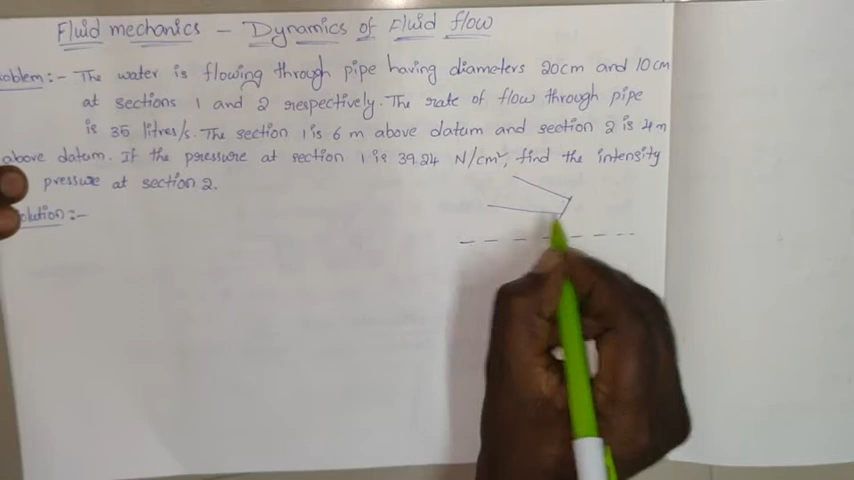 Fluid mechanics - Dynamics of Fluid flow
oblem:- The water is flowing through pipe having diameters 20cm and 10cm
at sections 1 and 2 respectively. The rate of flow through pipe
is 35 litres/s. The section 1 is 6 m above datum and section 2 is 4m
above datum. If the pressure at section 1 is 39.24 N/cm², find the intensity
pressure at section 2.
olution:-